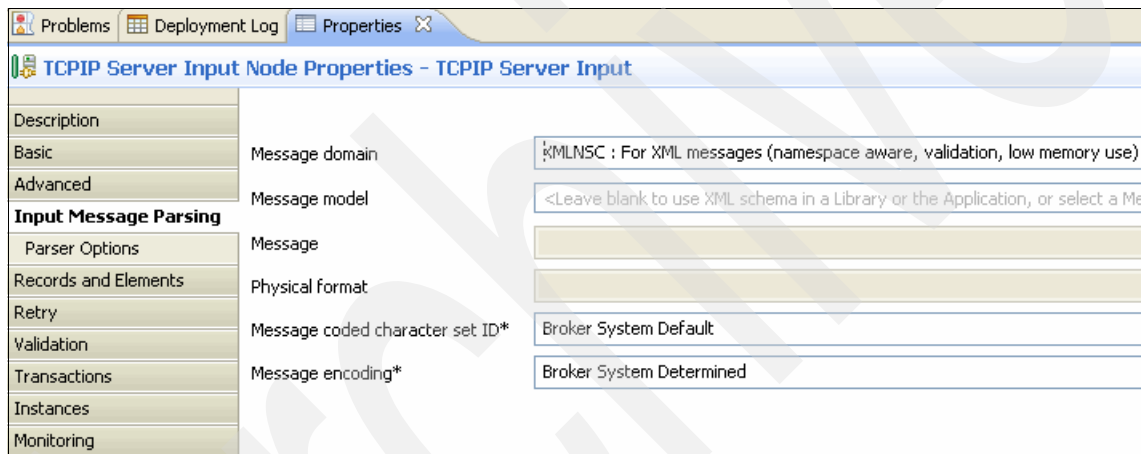 Problems Deployment Log Properties
TCPIP Server Input Node Properties - TCPIP Server Input
Description
Basic
Message domain XMLNSC : For XML messages (namespace aware, validation, low memory use)
Advanced
Message model <Leave blank to use XML schema in a Library or the Application, or select a Me
Input Message Parsing
Parser Options
Message
Records and Elements
Physical format
Retry
Message coded character set ID* Broker System Default
Validation
Transactions
Message encoding* Broker System Determined
Instances
Monitoring